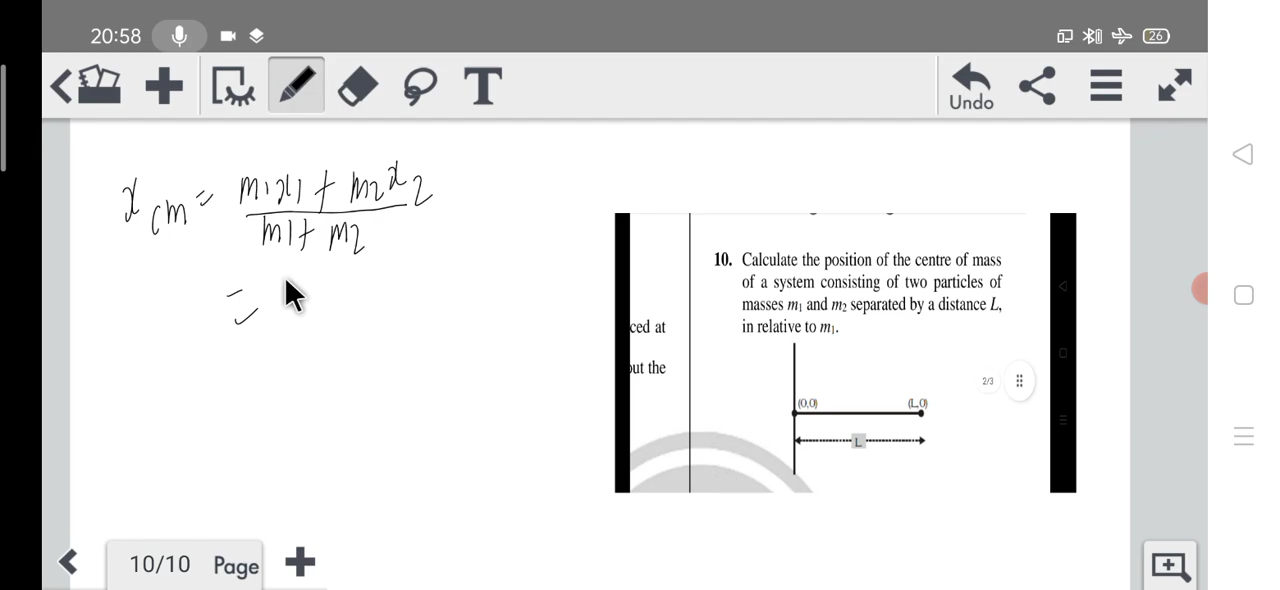 20:58
26
Undo
x cm = m1x1 + m2x2
m1 + m2
=
10. Calculate the position of the centre of mass
of a system consisting of two particles of
masses m₁ and m₂ separated by a distance L,
in relative to m₁.
ced at
out the
2/3
(0,0)
(L,0)
L
10/10 Page